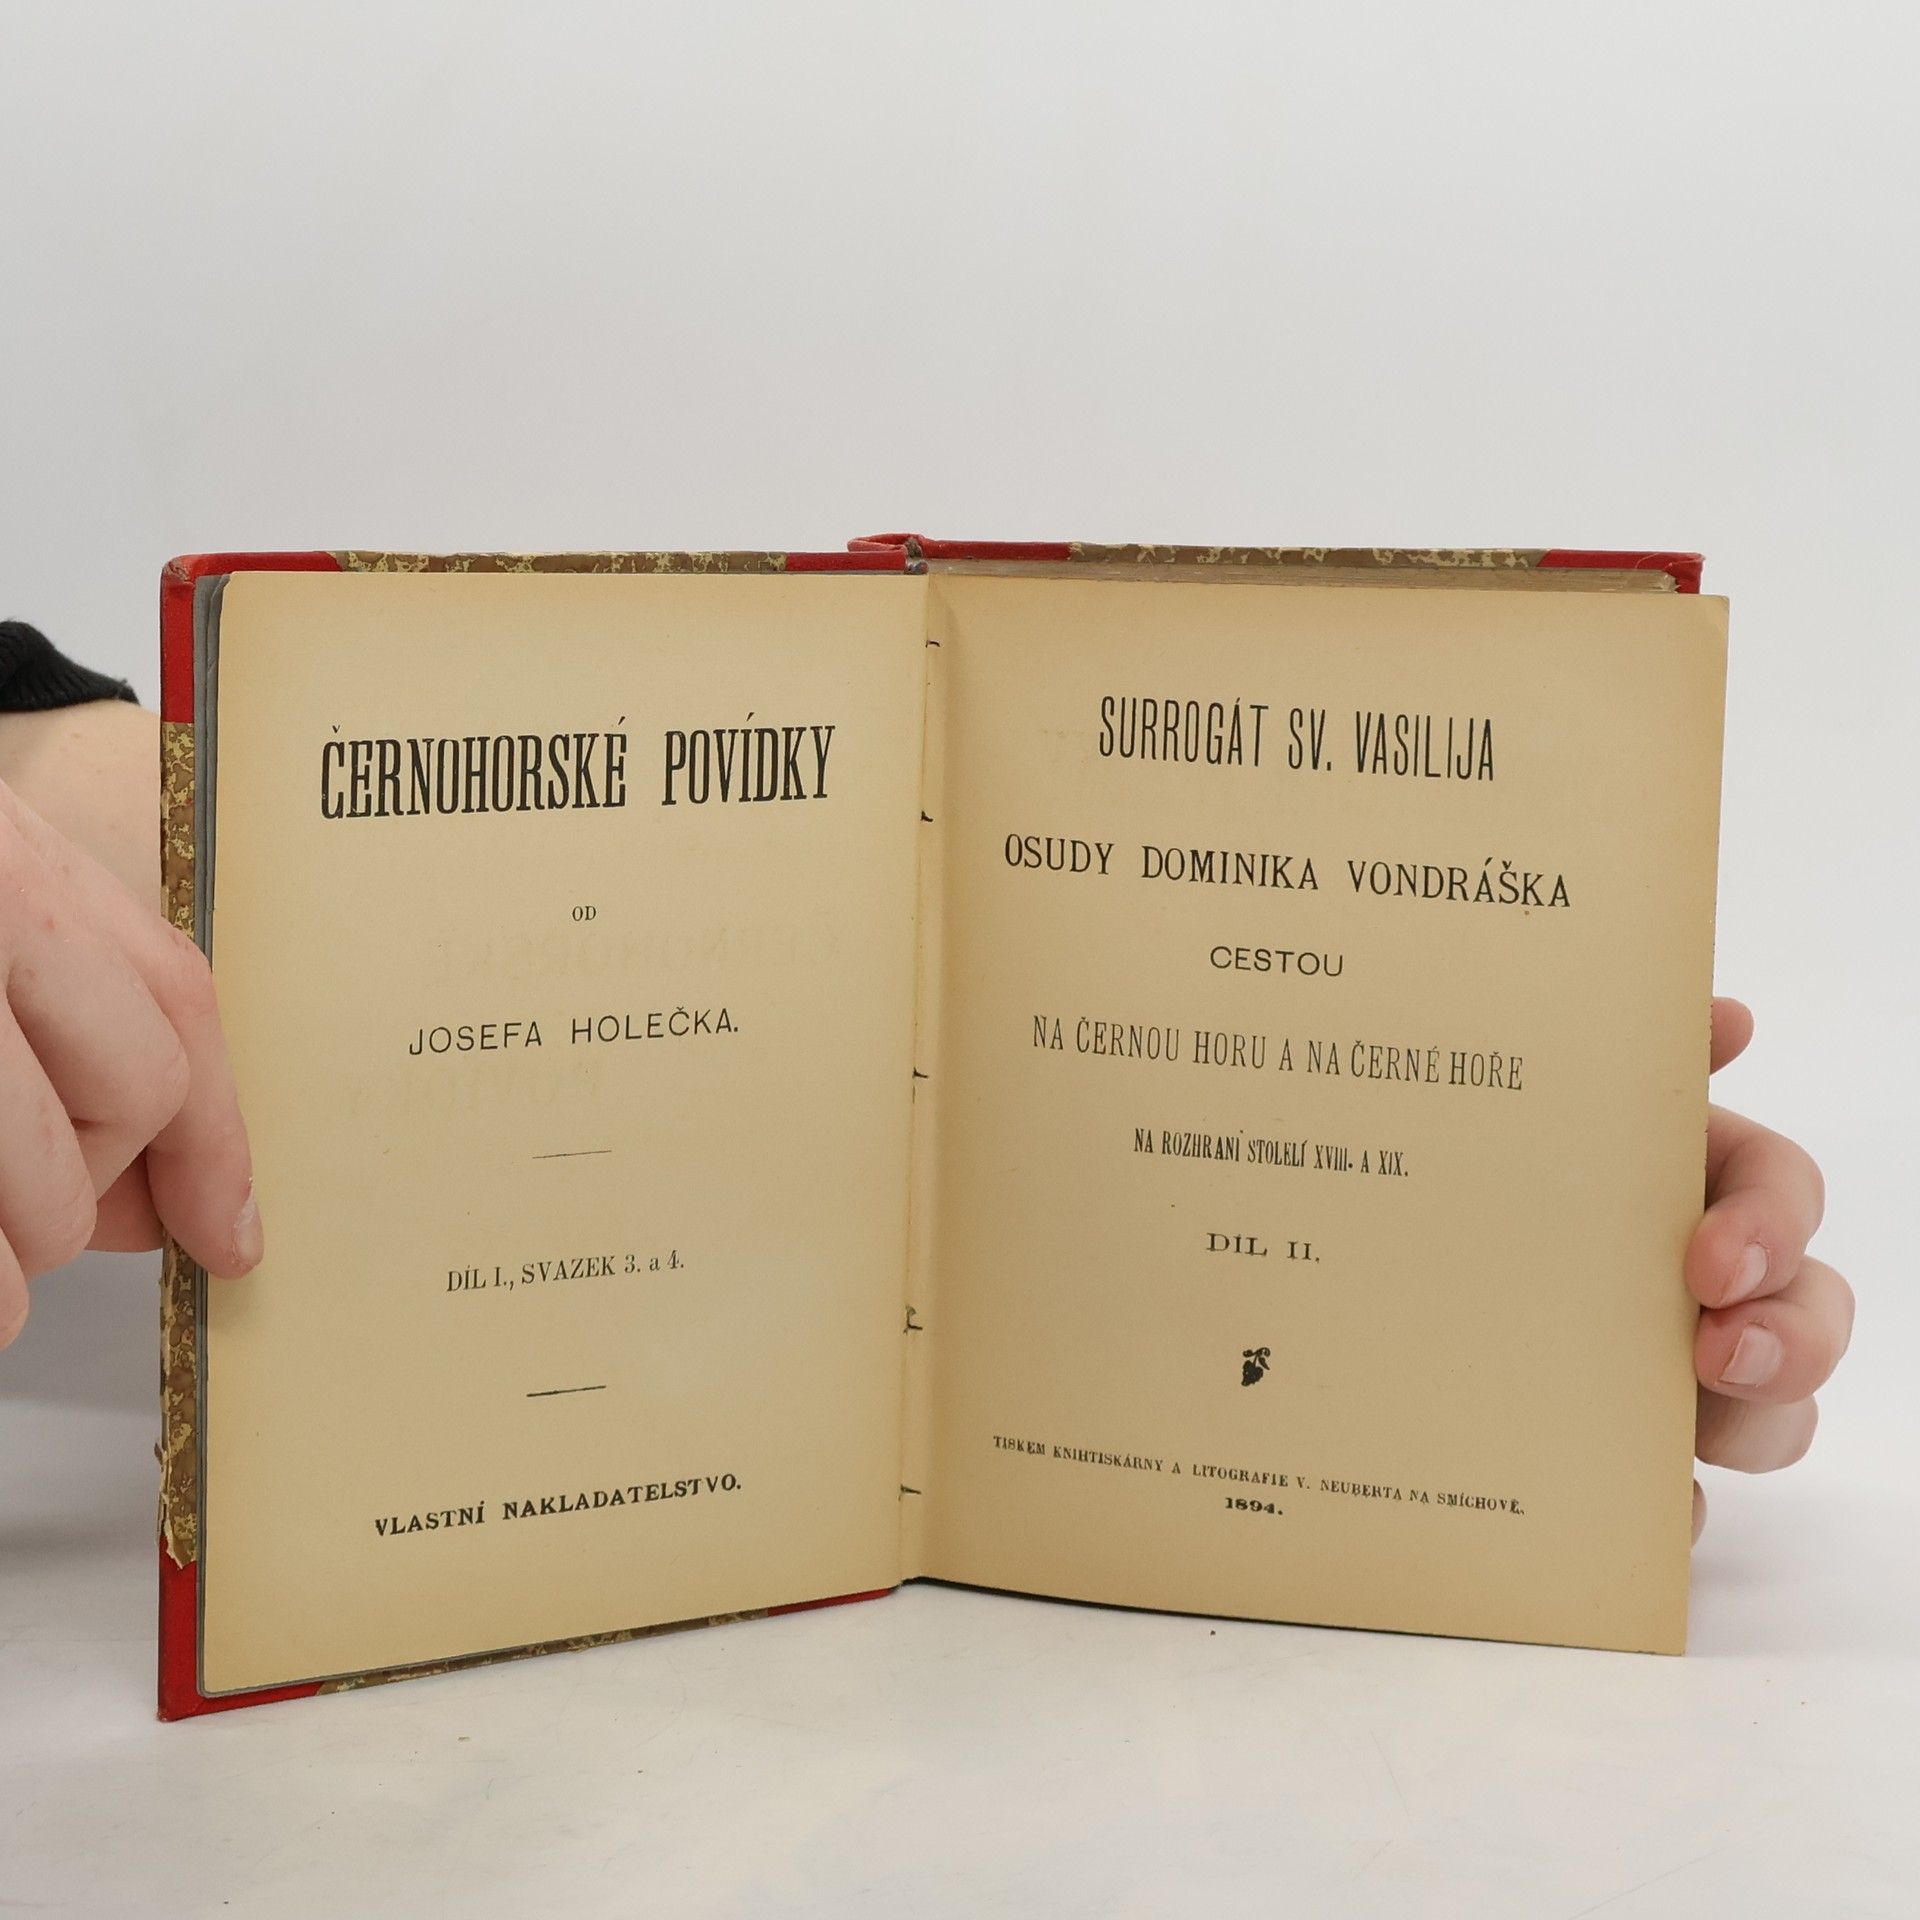 ČERNOHORSKÉ POVÍDKY
OD
JOSEFA HOLEČKA.
DÍL I., SVAZEK 3. a 4.
VLASTNÍ NAKLADATELSTVO.
SURROGÁT SV. VASILIJA
OSUDY DOMINIKA VONDRÁŠKA
CESTOU
NA ČERNOU HORU A NA ČERNÉ HOŘE
NA ROZHRANÍ STOLELÍ XVIII. A XIX.
DÍL II.
TISKEM KNIHTISKÁRNY A LITOGRAFIE V. NEUBERTA NA SMÍCHOVĚ.
1894.